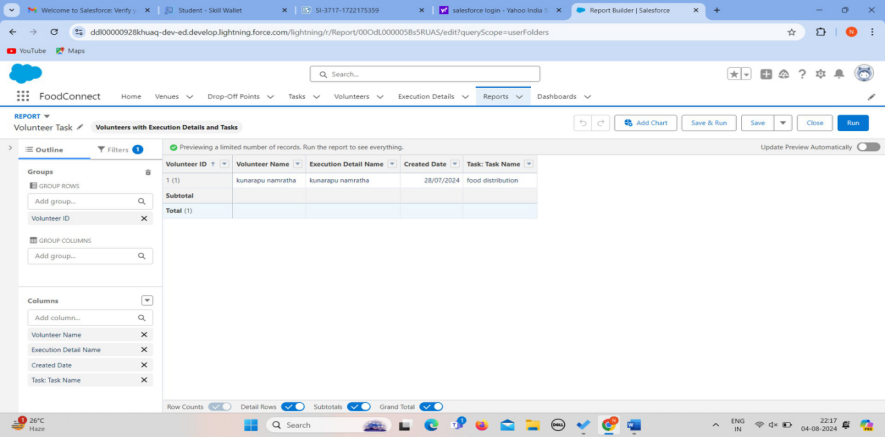 Welcome to Salesforce: Verify y
Student - Skill Wallet
SI-3717-1722175359
salesforce login - Yahoo India S
Report Builder | Salesforce
ddl00000928khuaq-dev-ed.develop.lightning.force.com/lightning/r/Report/00OdL000005Bs5RUAS/edit?queryScope=userFolders
N
YouTube
Maps
Search...
FoodConnect
Home
Venues
Drop-Off Points
Tasks
Volunteers
Execution Details
Reports
Dashboards
REPORT
Volunteer Task
Volunteers with Execution Details and Tasks
Add Chart
Save & Run
Save
Close
Run
Outline
Filters 1
Previewing a limited number of records. Run the report to see everything.
Update Preview Automatically
Groups
GROUP ROWS
Add group...
Volunteer ID
GROUP COLUMNS
Add group...
Columns
Add column...
Volunteer Name
Execution Detail Name
Created Date
Task: Task Name
Volunteer ID Volunteer Name Execution Detail Name Created Date Task: Task Name
1 (1) kunarapu namratha kunarapu namratha 28/07/2024 food distribution
Subtotal
Total (1)
Row Counts
Detail Rows
Subtotals
Grand Total
26°C
Haze
Search
ENG
IN
22:17
04-08-2024